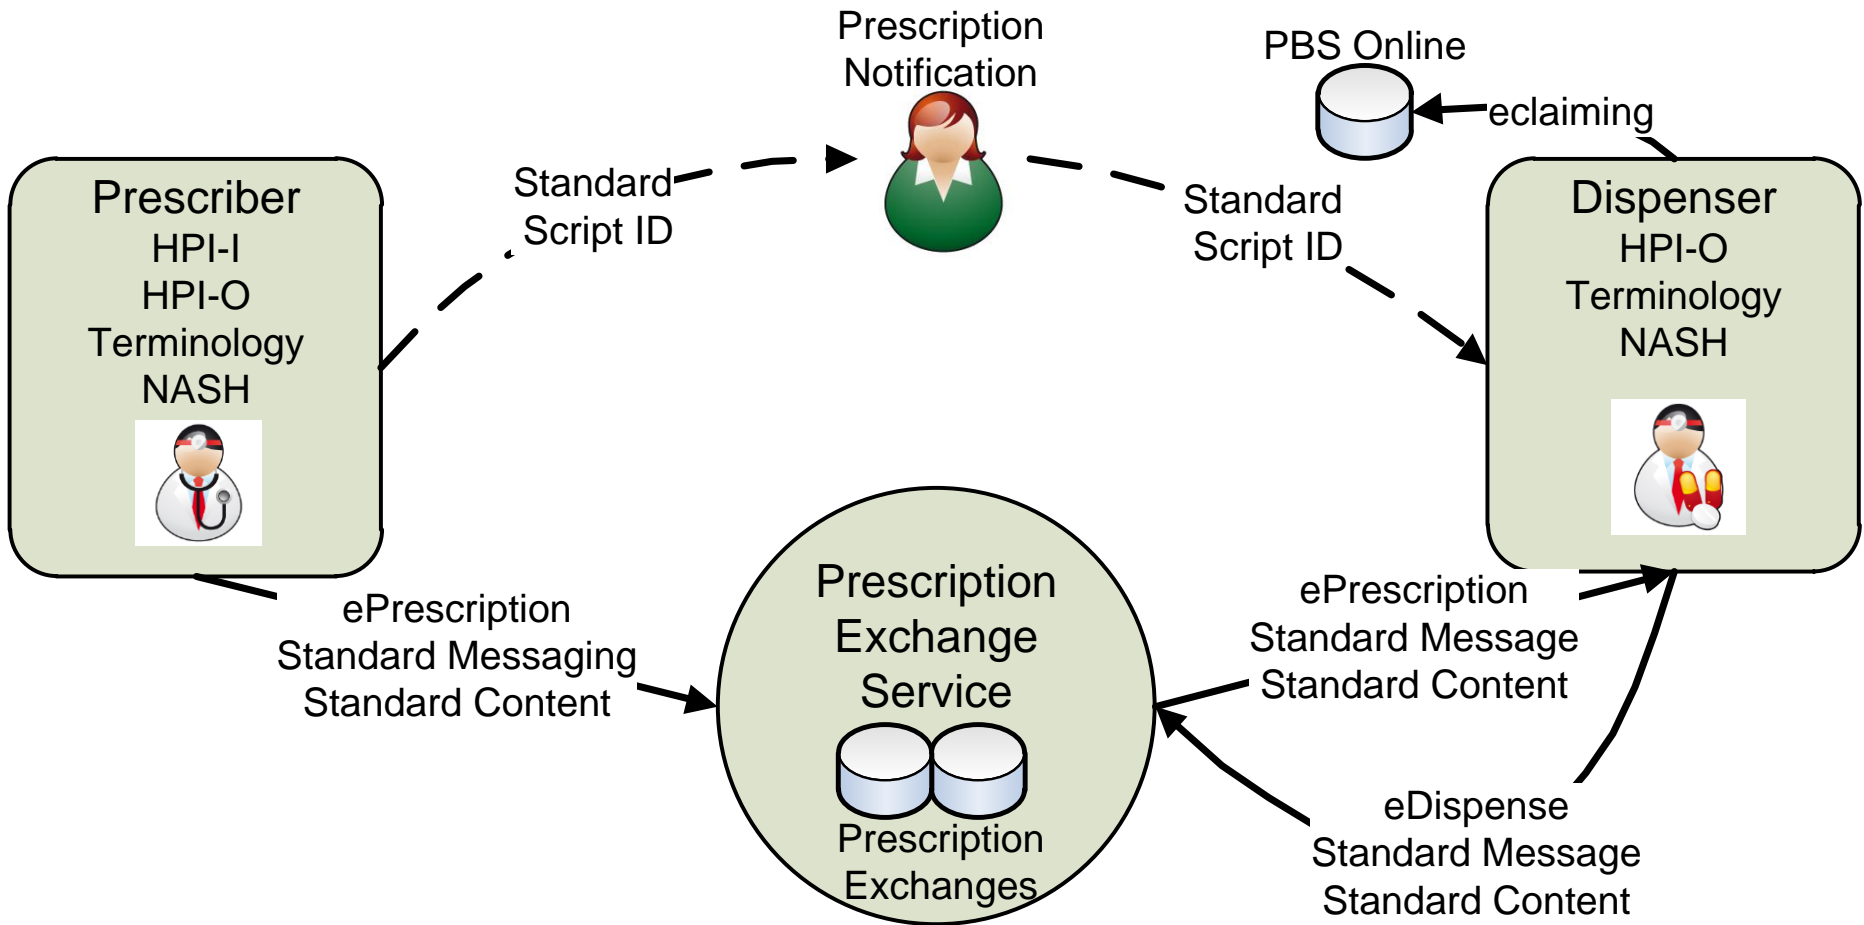 Prescription
Notification
PBS Online
eclaiming
Prescriber
HPI-I
HPI-O
Terminology
NASH
Standard
Script ID
Standard
Script ID
Dispenser
HPI-O
Terminology
NASH
ePrescription
Standard Messaging
Standard Content
Prescription
Exchange
Service
Prescription
Exchanges
ePrescription
Standard Message
Standard Content
eDispense
Standard Message
Standard Content